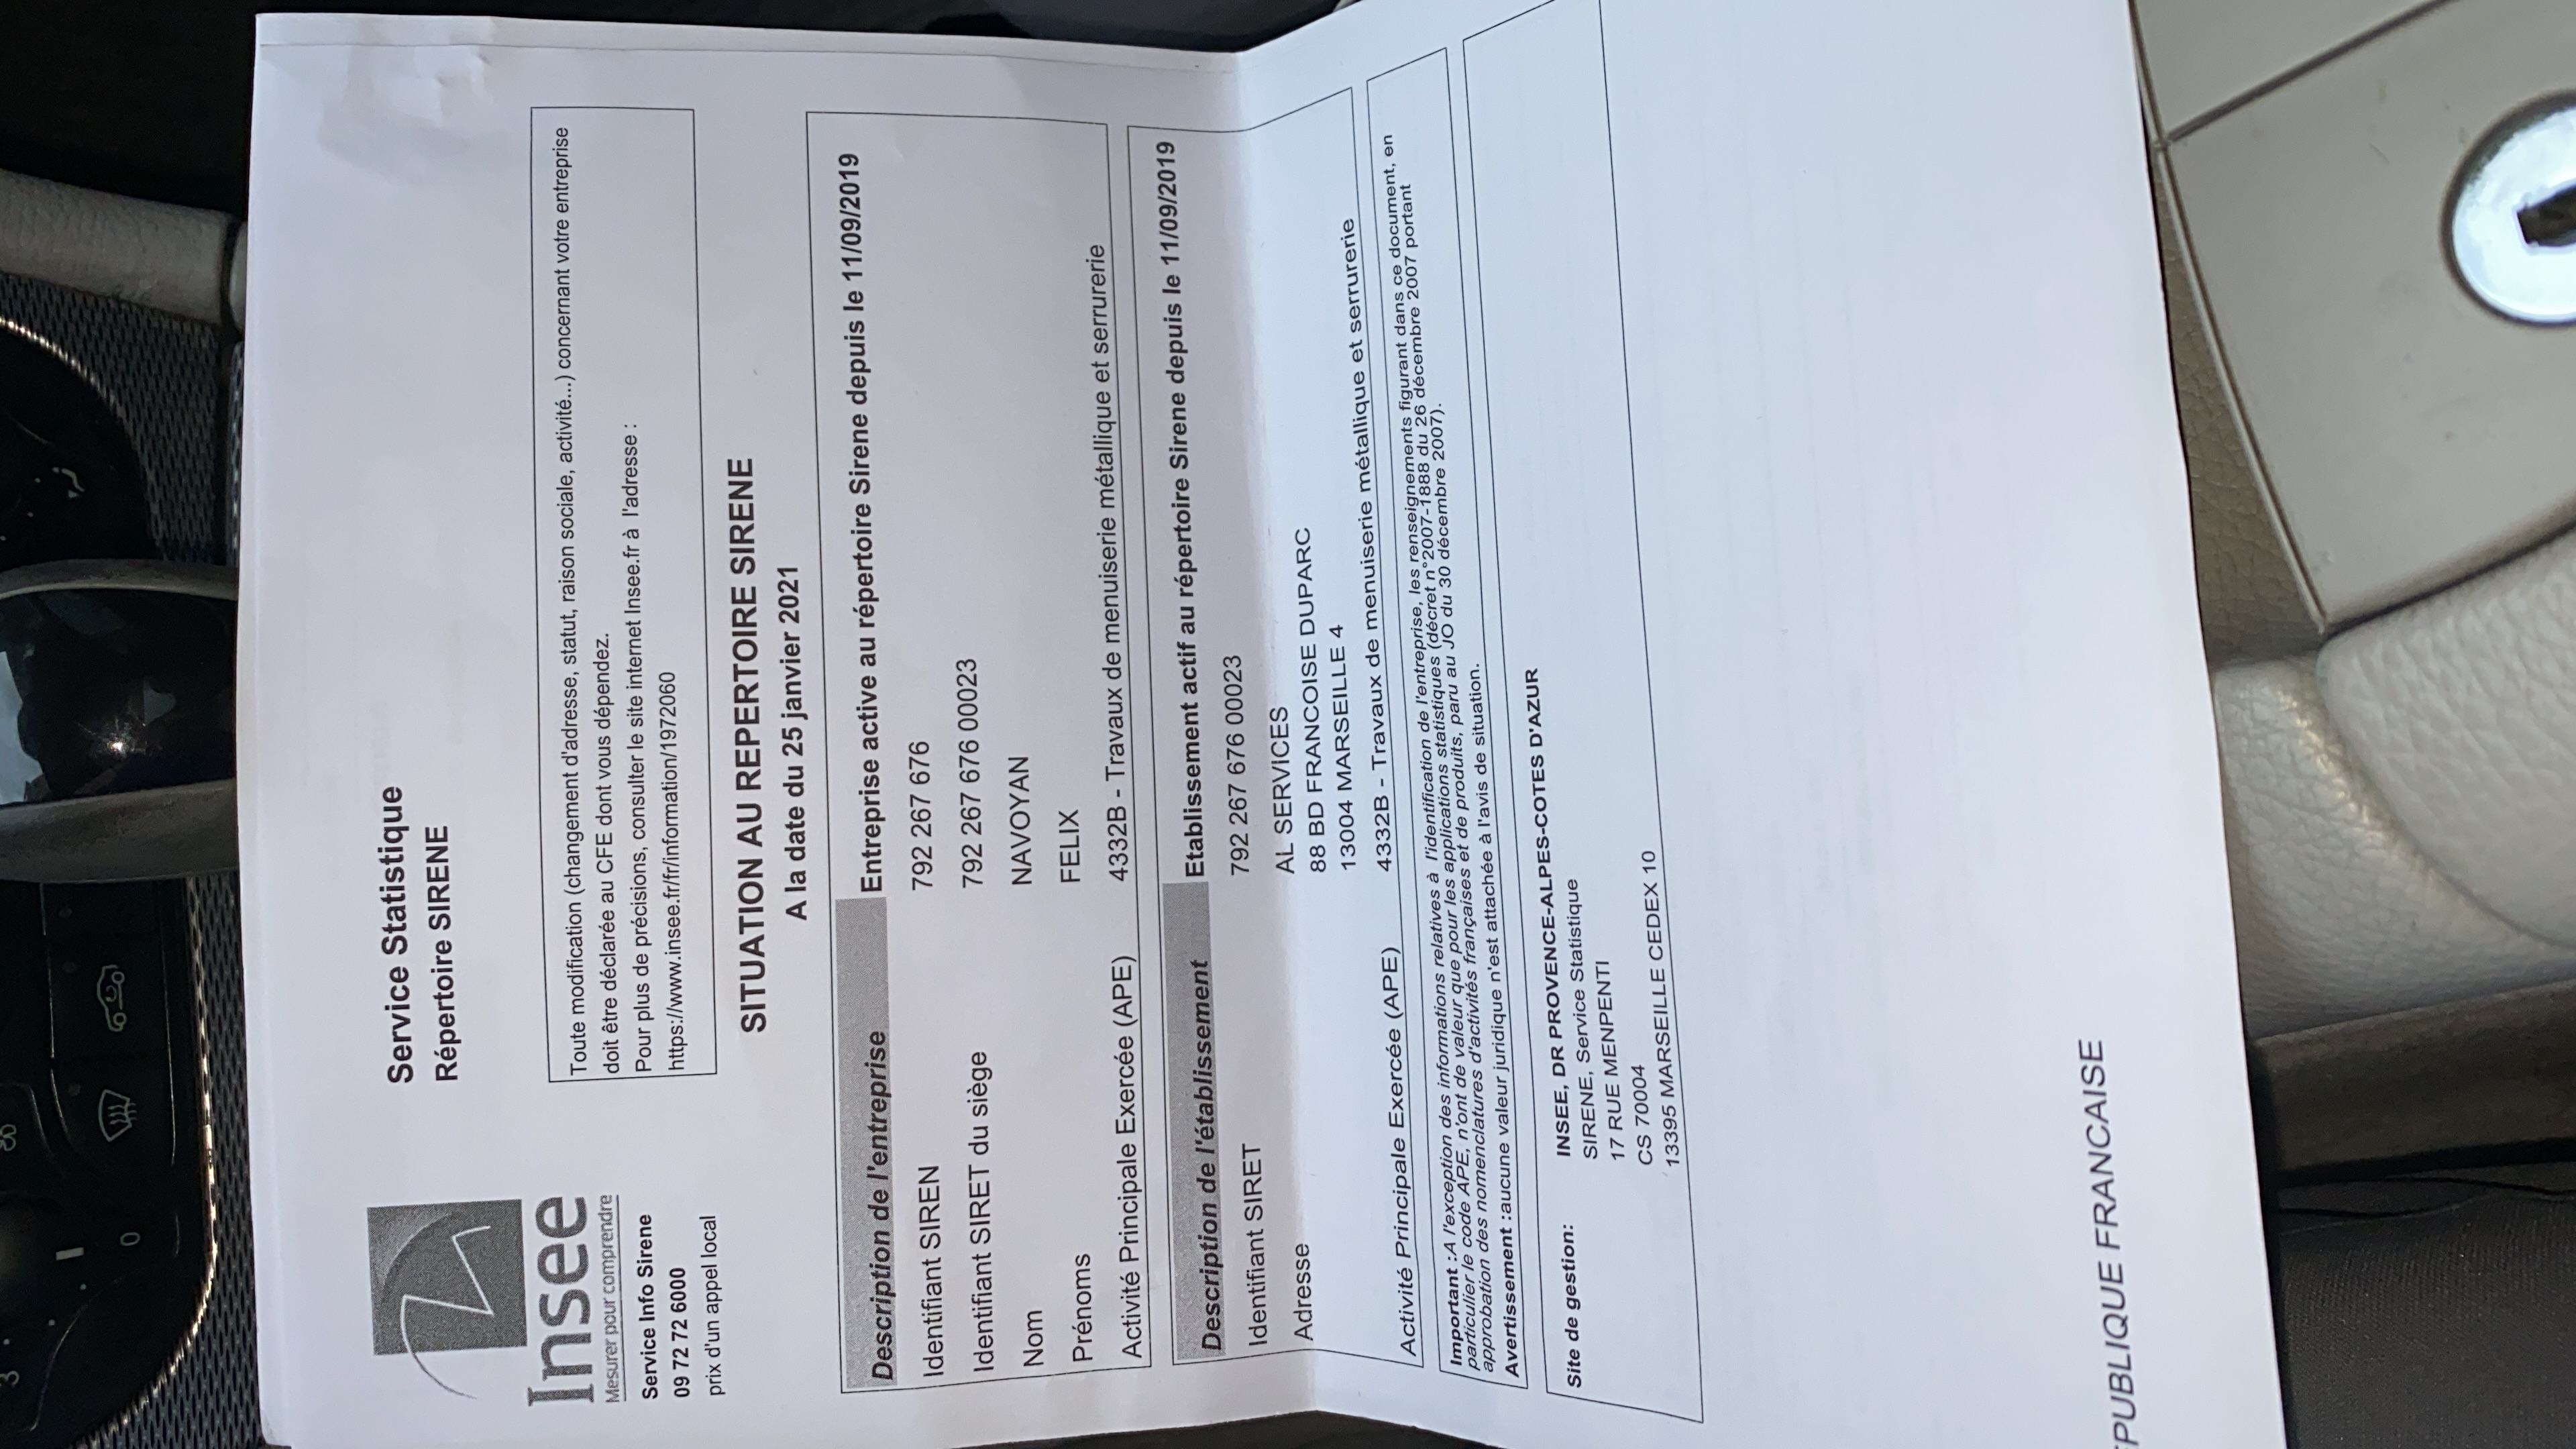 3
0
Insee
Mesurer pour comprendre
Service Info Sirene
09 72 72 6000
prix d'un appel local
Service Statistique
Répertoire SIRENE
Toute modification (changement d'adresse, statut, raison sociale, activité...) concernant votre entreprise
doit être déclarée au CFE dont vous dépendez.
Pour plus de précisions, consulter le site internet Insee.fr à l'adresse :
https://www.insee.fr/fr/information/1972060
SITUATION AU REPERTOIRE SIRENE
A la date du 25 janvier 2021
Description de l'entreprise Entreprise active au répertoire Sirene depuis le 11/09/2019
Identifiant SIREN 792 267 676
Identifiant SIRET du siège 792 267 676 00023
Nom NAVOYAN
Prénoms FELIX
Activité Principale Exercée (APE) 4332B - Travaux de menuiserie métallique et serrurerie
Description de l'établissement Etablissement actif au répertoire Sirene depuis le 11/09/2019
Identifiant SIRET 792 267 676 00023
Adresse AL SERVICES
88 BD FRANCOISE DUPARC
13004 MARSEILLE 4
Activité Principale Exercée (APE) 4332B - Travaux de menuiserie métallique et serrurerie
Important :A l'exception des informations relatives à l'identification de l'entreprise, les renseignements figurant dans ce document, en
particulier le code APE, n'ont de valeur que pour les applications statistiques (décret n°2007-1888 du 26 décembre 2007 portant
approbation des nomenclatures d'activités françaises et de produits, paru au JO du 30 décembre 2007).
Avertissement :aucune valeur juridique n'est attachée à l'avis de situation.
Site de gestion: INSEE, DR PROVENCE-ALPES-COTES D'AZUR
SIRENE, Service Statistique
17 RUE MENPENTI
CS 70004
13395 MARSEILLE CEDEX 10
EPUBLIQUE FRANCAISE